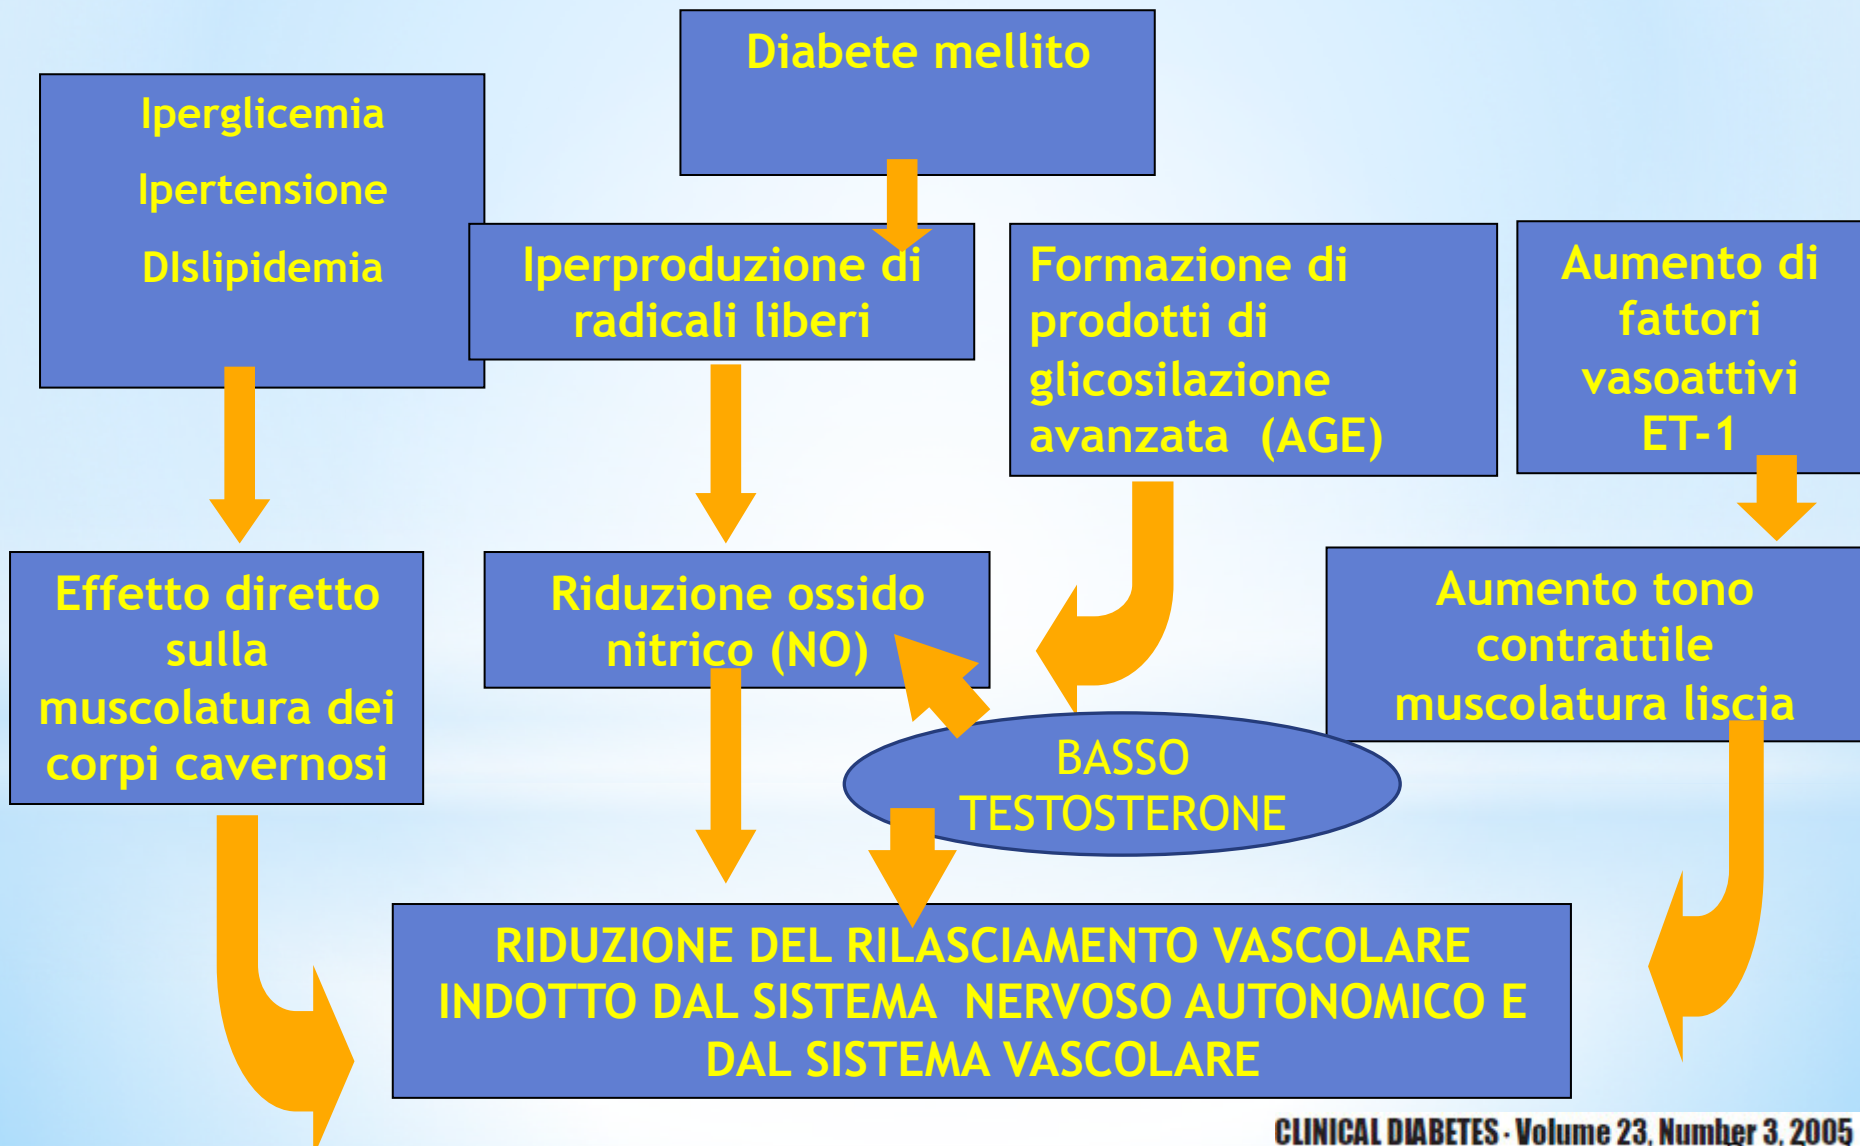 Diabete mellito
Iperglicemia
Ipertensione
DIslipidemia
Iperproduzione di
radicali liberi
Formazione di
prodotti di
glicosilazione
avanzata (AGE)
Aumento di
fattori
vasoattivi
ET-1
Effetto diretto
sulla
muscolatura dei
corpi cavernosi
Riduzione ossido
nitrico (NO)
Aumento tono
contrattile
muscolatura liscia
BASSO
TESTOSTERONE
RIDUZIONE DEL RILASCIAMENTO VASCOLARE
INDOTTO DAL SISTEMA NERVOSO AUTONOMICO E
DAL SISTEMA VASCOLARE
CLINICAL DIABETES · Volume 23, Number 3, 2005